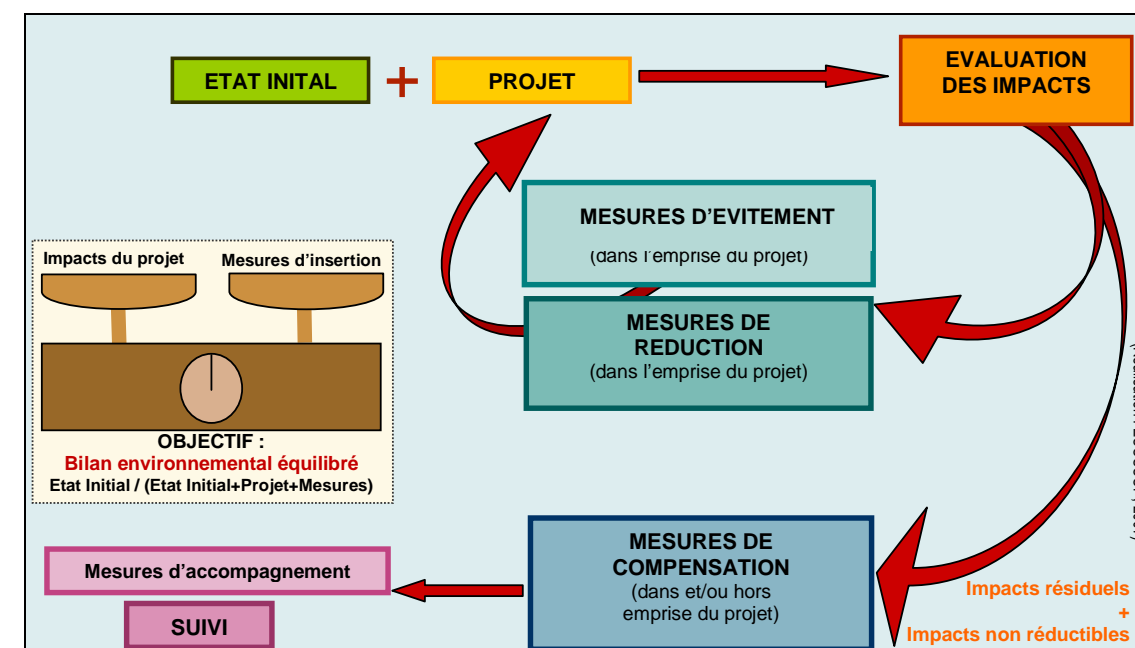 ETAT INITAL
+
PROJET
EVALUATION
DES IMPACTS
MESURES D'EVITEMENT
(dans l'emprise du projet)
MESURES DE
REDUCTION
(dans l'emprise du projet)
Impacts du projet
Mesures d'insertion
OBJECTIF :
Bilan environnemental équilibré
Etat Initial / (Etat Initial+Projet+Mesures)
MESURES DE
COMPENSATION
(dans et/ou hors
emprise du projet)
Mesures d'accompagnement
SUIVI
Impacts résiduels
+
Impacts non réductibles